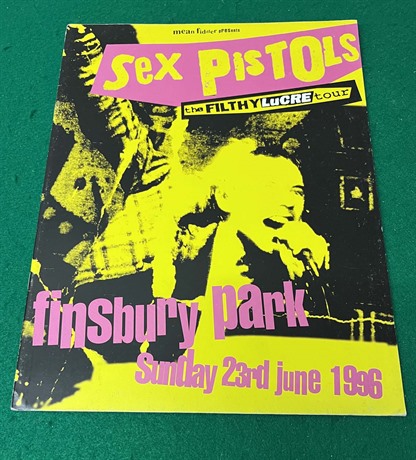 mean fiddler presents
Sex PisTOLs
the FILTHY LUCRE tour
finsbury park
Sunday 23rd june 1996